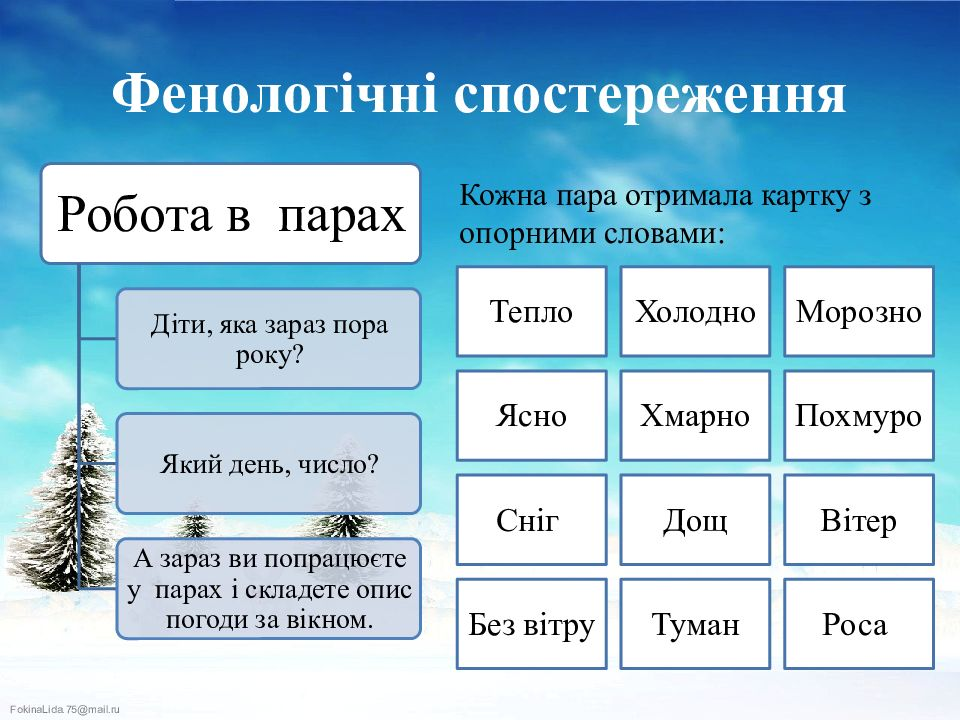 Фенологічні спостереження
Робота в парах
Діти, яка зараз пора
року?
Який день, число?
А зараз ви попрацюєте
у парах і складете опис
погоди за вікном.
Кожна пара отримала картку з
опорними словами:
Тепло Холодно Морозно
Ясно Хмарно Похмуро
Сніг Дощ Вітер
Без вітру Туман Роса
FokinaLida.75@mail.ru